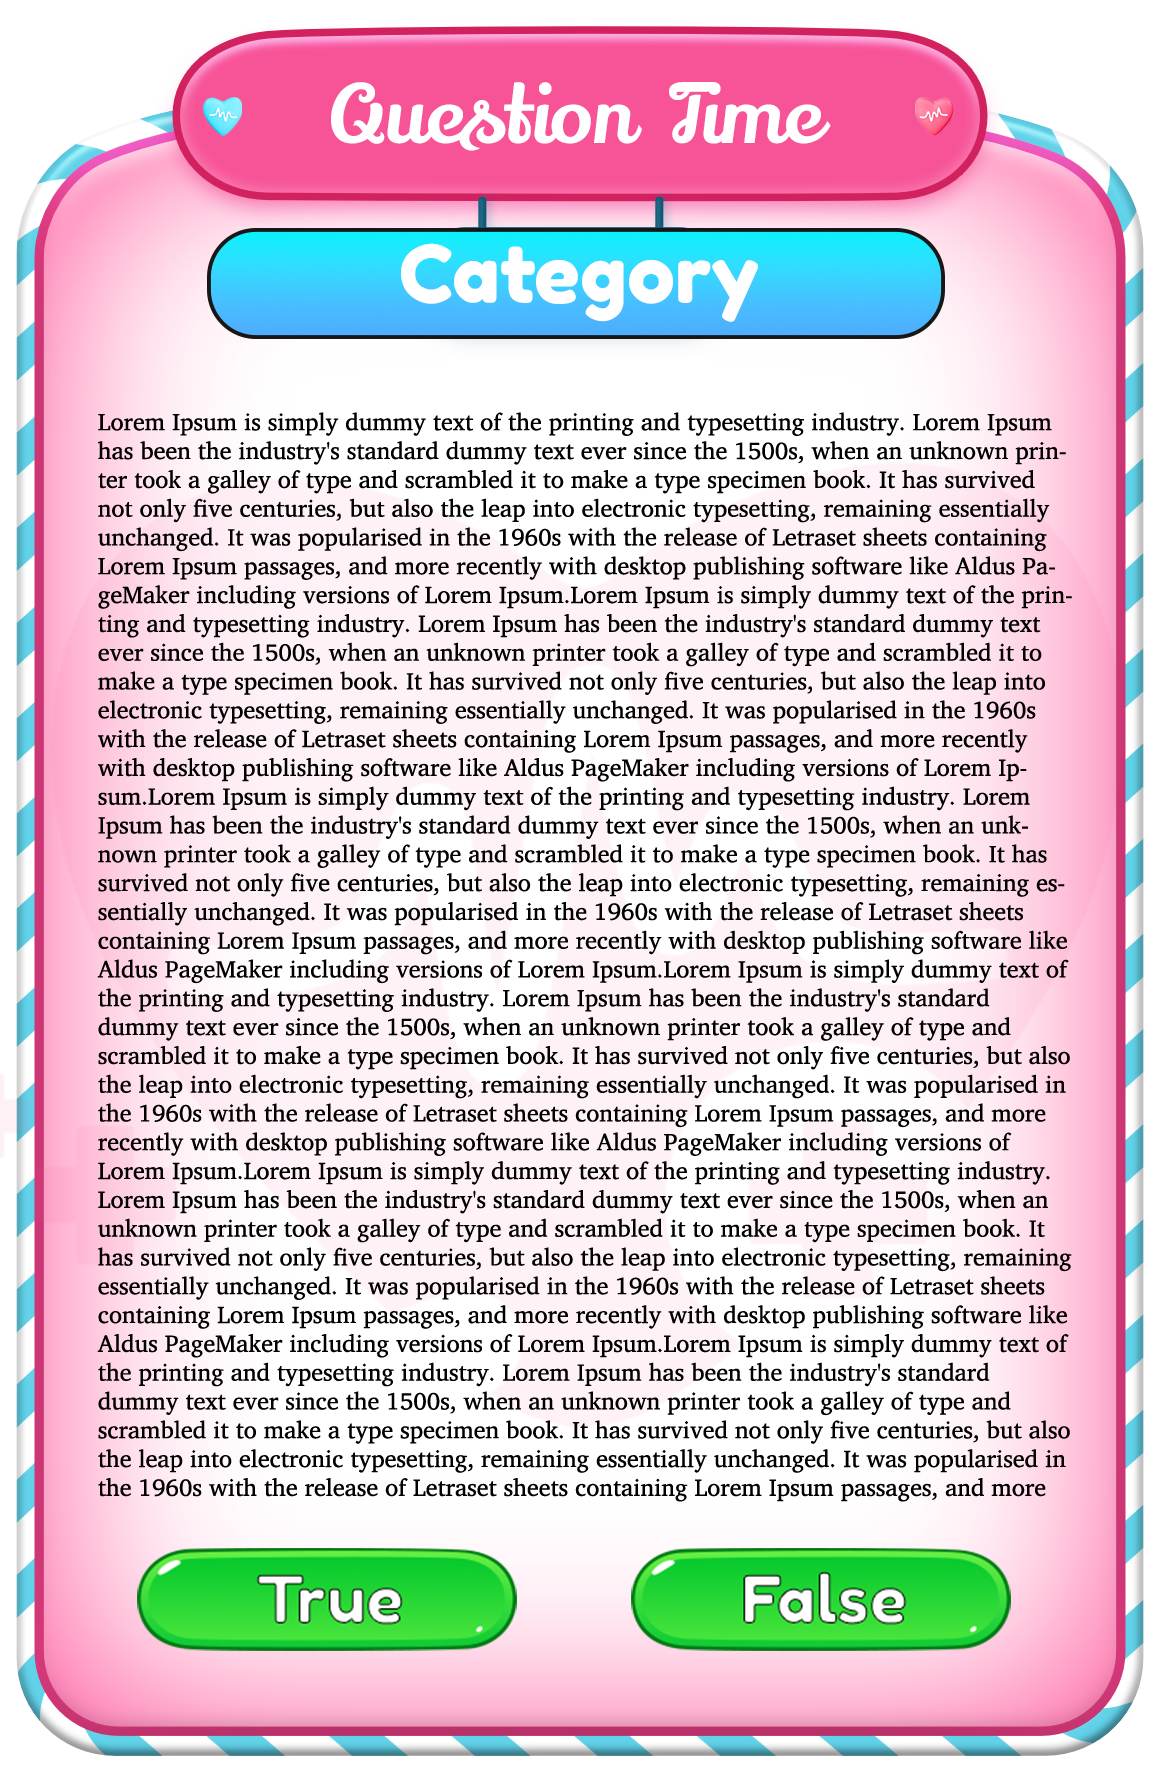 Question Time
Category
Lorem Ipsum is simply dummy text of the printing and typesetting industry. Lorem Ipsum
has been the industry's standard dummy text ever since the 1500s, when an unknown prin-
ter took a galley of type and scrambled it to make a type specimen book. It has survived
not only five centuries, but also the leap into electronic typesetting, remaining essentially
unchanged. It was popularised in the 1960s with the release of Letraset sheets containing
Lorem Ipsum passages, and more recently with desktop publishing software like Aldus Pa-
geMaker including versions of Lorem Ipsum.Lorem Ipsum is simply dummy text of the prin-
ting and typesetting industry. Lorem Ipsum has been the industry's standard dummy text
ever since the 1500s, when an unknown printer took a galley of type and scrambled it to
make a type specimen book. It has survived not only five centuries, but also the leap into
electronic typesetting, remaining essentially unchanged. It was popularised in the 1960s
with the release of Letraset sheets containing Lorem Ipsum passages, and more recently
with desktop publishing software like Aldus PageMaker including versions of Lorem Ip-
sum.Lorem Ipsum is simply dummy text of the printing and typesetting industry. Lorem
Ipsum has been the industry's standard dummy text ever since the 1500s, when an unk-
nown printer took a galley of type and scrambled it to make a type specimen book. It has
survived not only five centuries, but also the leap into electronic typesetting, remaining es-
sentially unchanged. It was popularised in the 1960s with the release of Letraset sheets
containing Lorem Ipsum passages, and more recently with desktop publishing software like
Aldus PageMaker including versions of Lorem Ipsum.Lorem Ipsum is simply dummy text of
the printing and typesetting industry. Lorem Ipsum has been the industry's standard
dummy text ever since the 1500s, when an unknown printer took a galley of type and
scrambled it to make a type specimen book. It has survived not only five centuries, but also
the leap into electronic typesetting, remaining essentially unchanged. It was popularised in
the 1960s with the release of Letraset sheets containing Lorem Ipsum passages, and more
recently with desktop publishing software like Aldus PageMaker including versions of
Lorem Ipsum.Lorem Ipsum is simply dummy text of the printing and typesetting industry.
Lorem Ipsum has been the industry's standard dummy text ever since the 1500s, when an
unknown printer took a galley of type and scrambled it to make a type specimen book. It
has survived not only five centuries, but also the leap into electronic typesetting, remaining
essentially unchanged. It was popularised in the 1960s with the release of Letraset sheets
containing Lorem Ipsum passages, and more recently with desktop publishing software like
Aldus PageMaker including versions of Lorem Ipsum.Lorem Ipsum is simply dummy text of
the printing and typesetting industry. Lorem Ipsum has been the industry's standard
dummy text ever since the 1500s, when an unknown printer took a galley of type and
scrambled it to make a type specimen book. It has survived not only five centuries, but also
the leap into electronic typesetting, remaining essentially unchanged. It was popularised in
the 1960s with the release of Letraset sheets containing Lorem Ipsum passages, and more
True
False